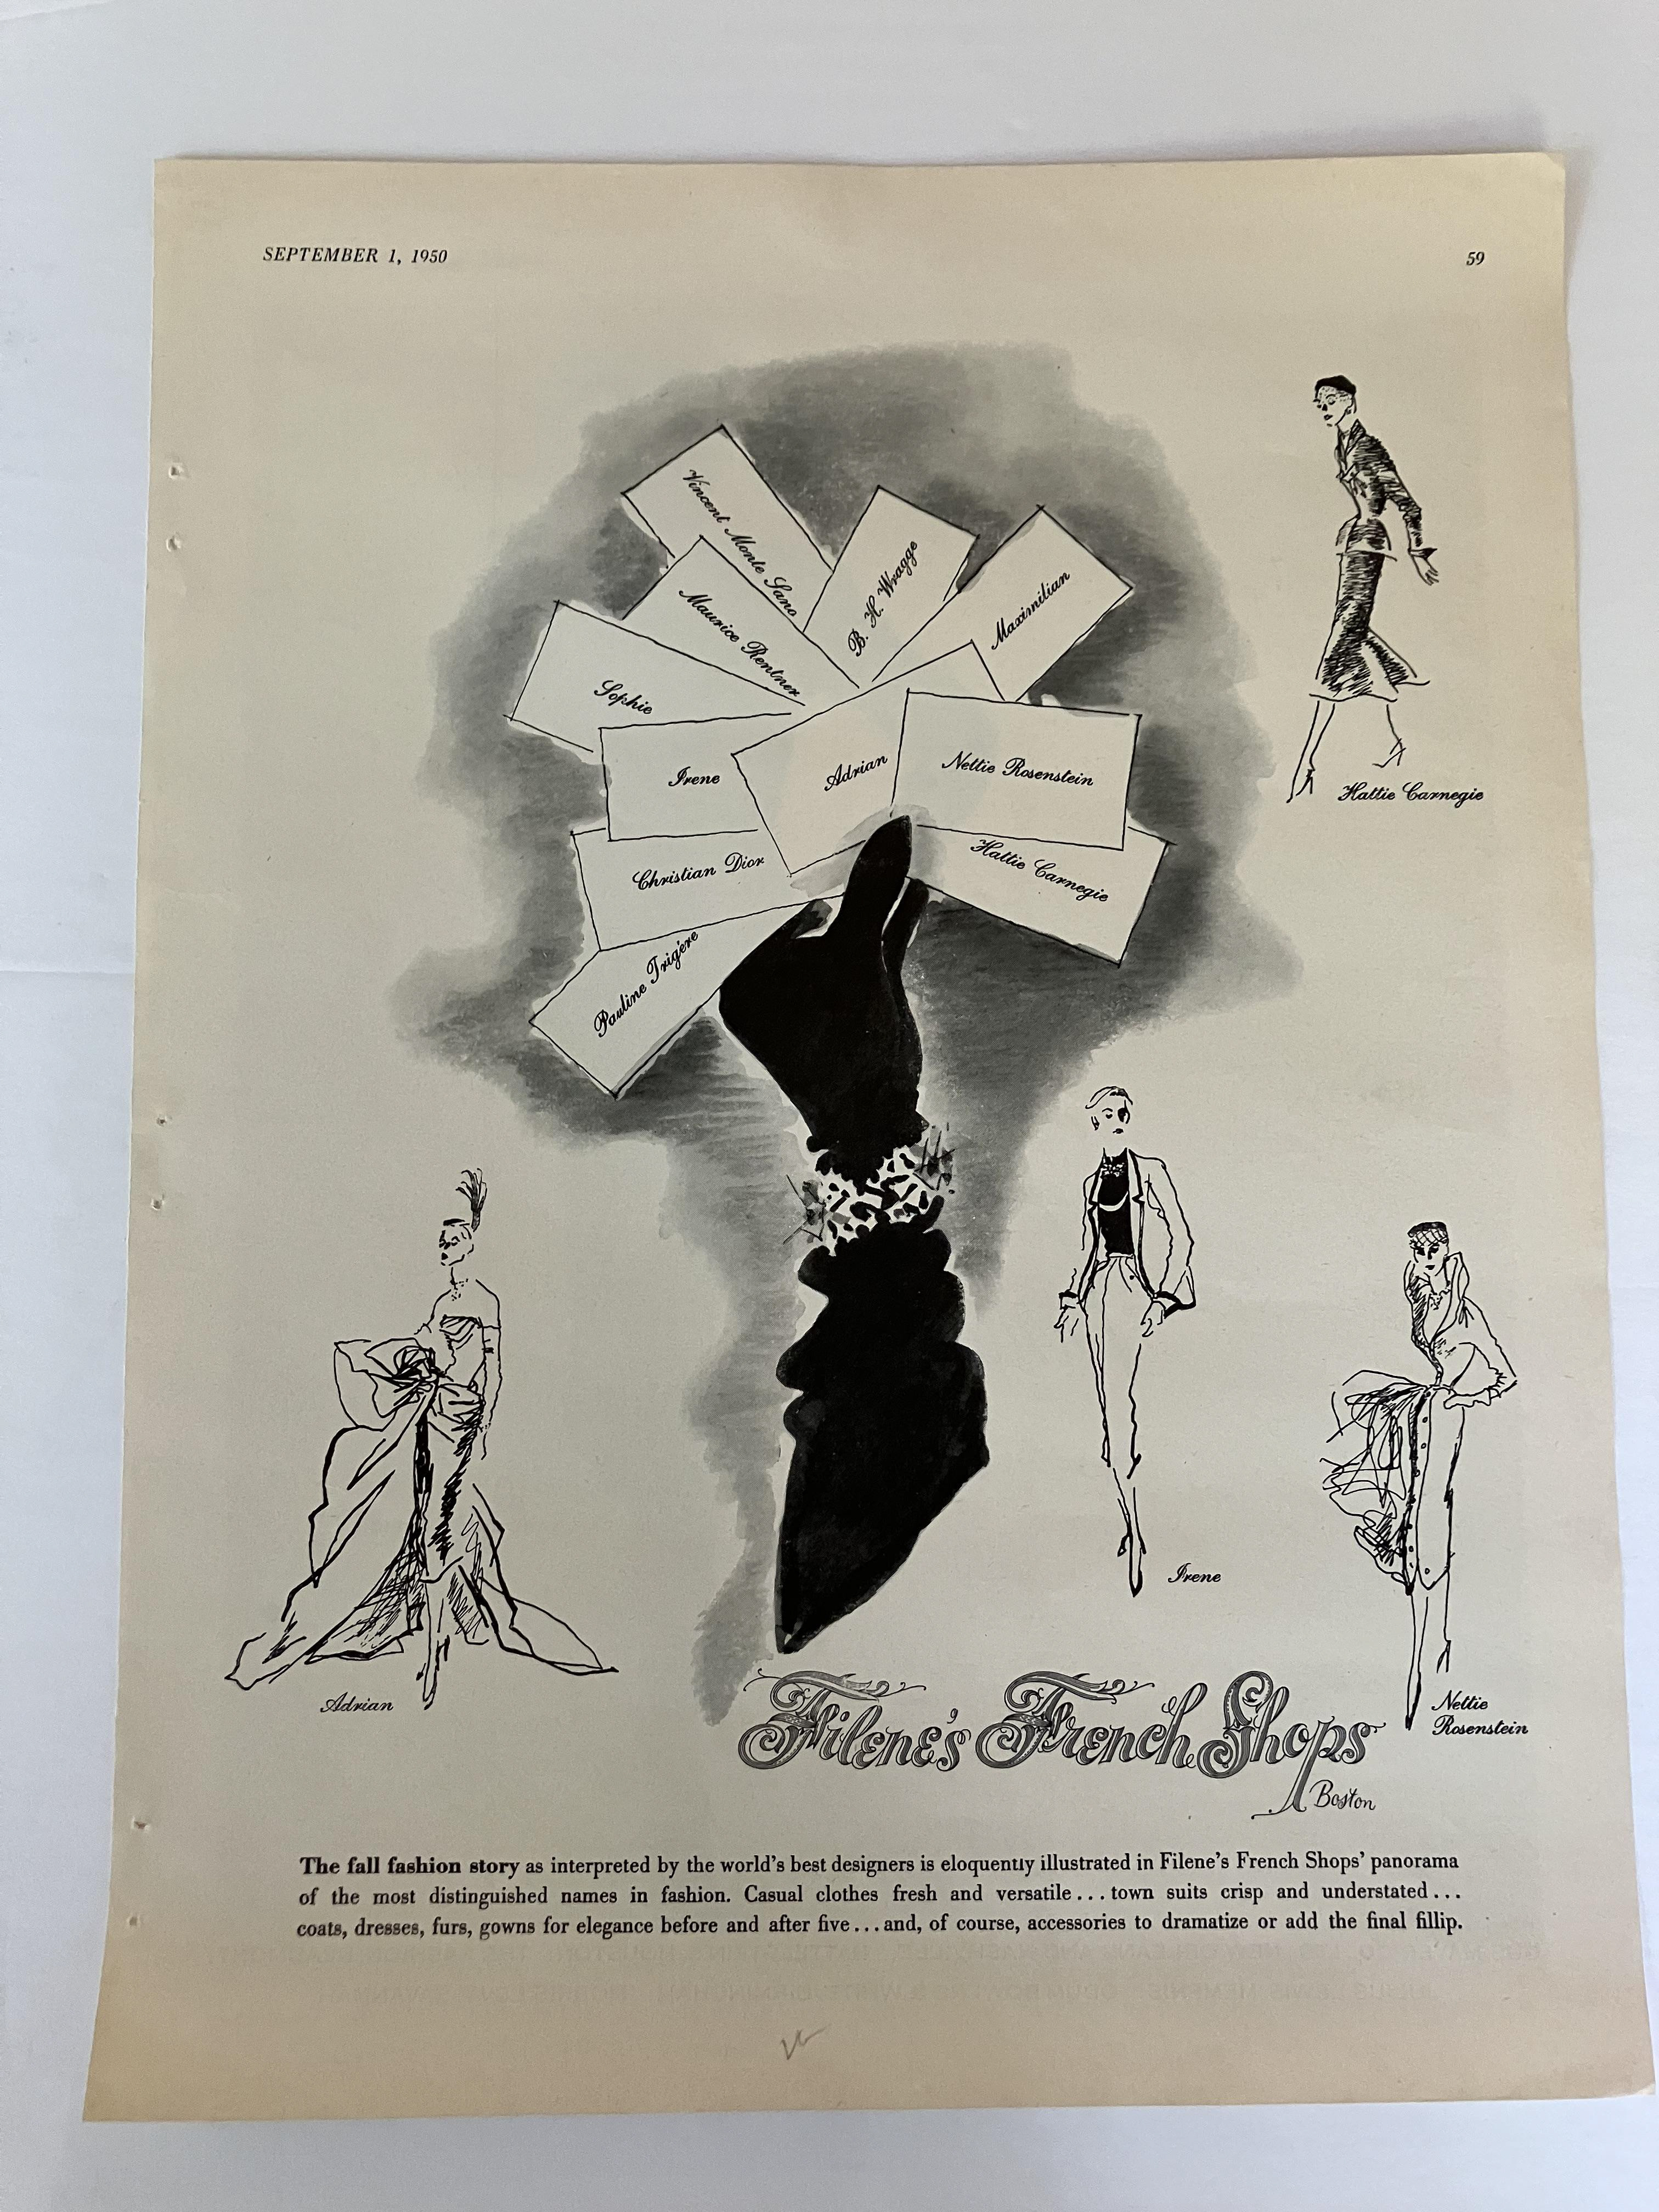 SEPTEMBER 1, 1950
59
Vincent Monte Sano
B. H. Wragge
Maximilian
Maurice Rentner
Sophie
Irene
Adrian
Nettie Rosenstein
Christian Dior
Hattie Carnegie
Pauline Trigère
Hattie Carnegie
Irene
Adrian
Nettie
Rosenstein
Filene's French Shops
Boston
The fall fashion story as interpreted by the world's best designers is eloquently illustrated in Filene's French Shops' panorama
of the most distinguished names in fashion. Casual clothes fresh and versatile...town suits crisp and understated...
coats, dresses, furs, gowns for elegance before and after five...and, of course, accessories to dramatize or add the final fillip.